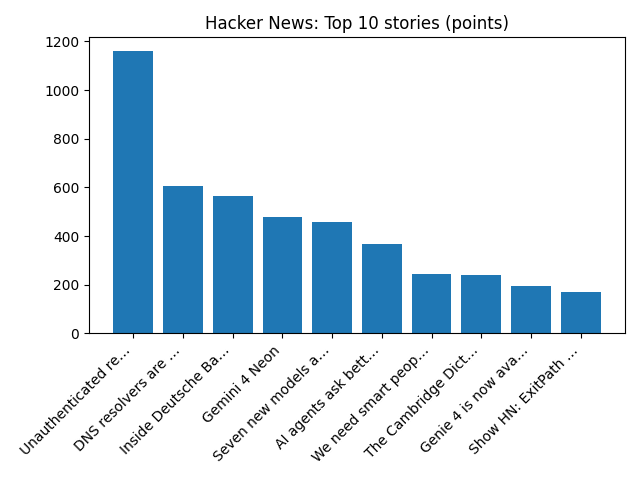 Hacker News: Top 10 stories (points)
1200
1000
800
600
400
200
0
Unauthenticated re...
DNS resolvers are ...
Inside Deutsche Ba...
Gemini 4 Neon
Seven new models a...
AI agents ask bett...
We need smart peop...
The Cambridge Dict...
Genie 4 is now ava...
Show HN: ExitPath ...